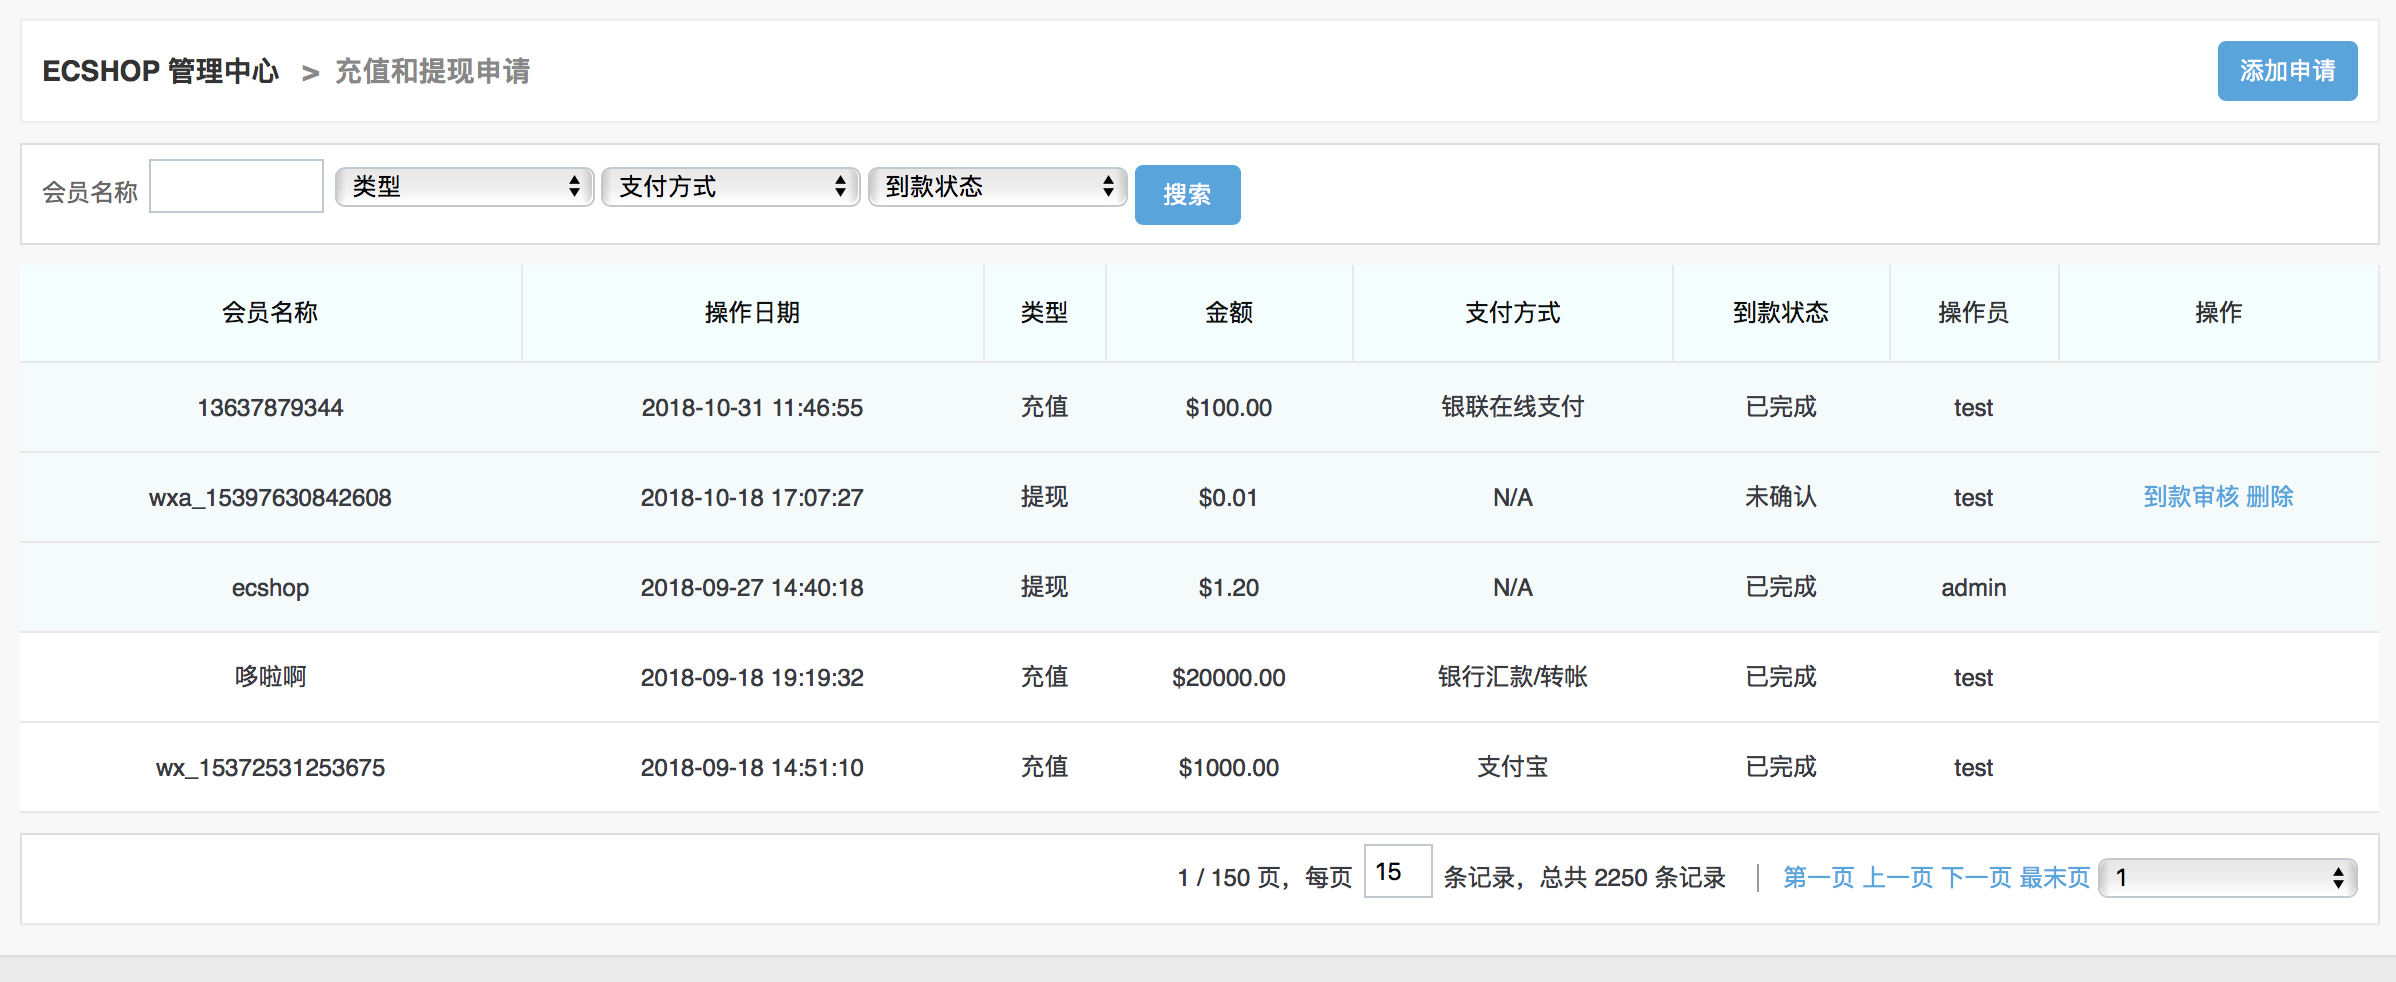 ECSHOP 管理中心 > 充值和提现申请 添加申请
会员名称 类型 支付方式 到款状态 搜索
会员名称 操作日期 类型 金额 支付方式 到款状态 操作员 操作
13637879344 2018-10-31 11:46:55 充值 $100.00 银联在线支付 已完成 test
wxa_15397630842608 2018-10-18 17:07:27 提现 $0.01 N/A 未确认 test 到款审核 删除
ecshop 2018-09-27 14:40:18 提现 $1.20 N/A 已完成 admin
哆啦啊 2018-09-18 19:19:32 充值 $20000.00 银行汇款/转帐 已完成 test
wx_15372531253675 2018-09-18 14:51:10 充值 $1000.00 支付宝 已完成 test
1 / 150 页，每页 15 条记录，总共 2250 条记录 | 第一页 上一页 下一页 最末页 1